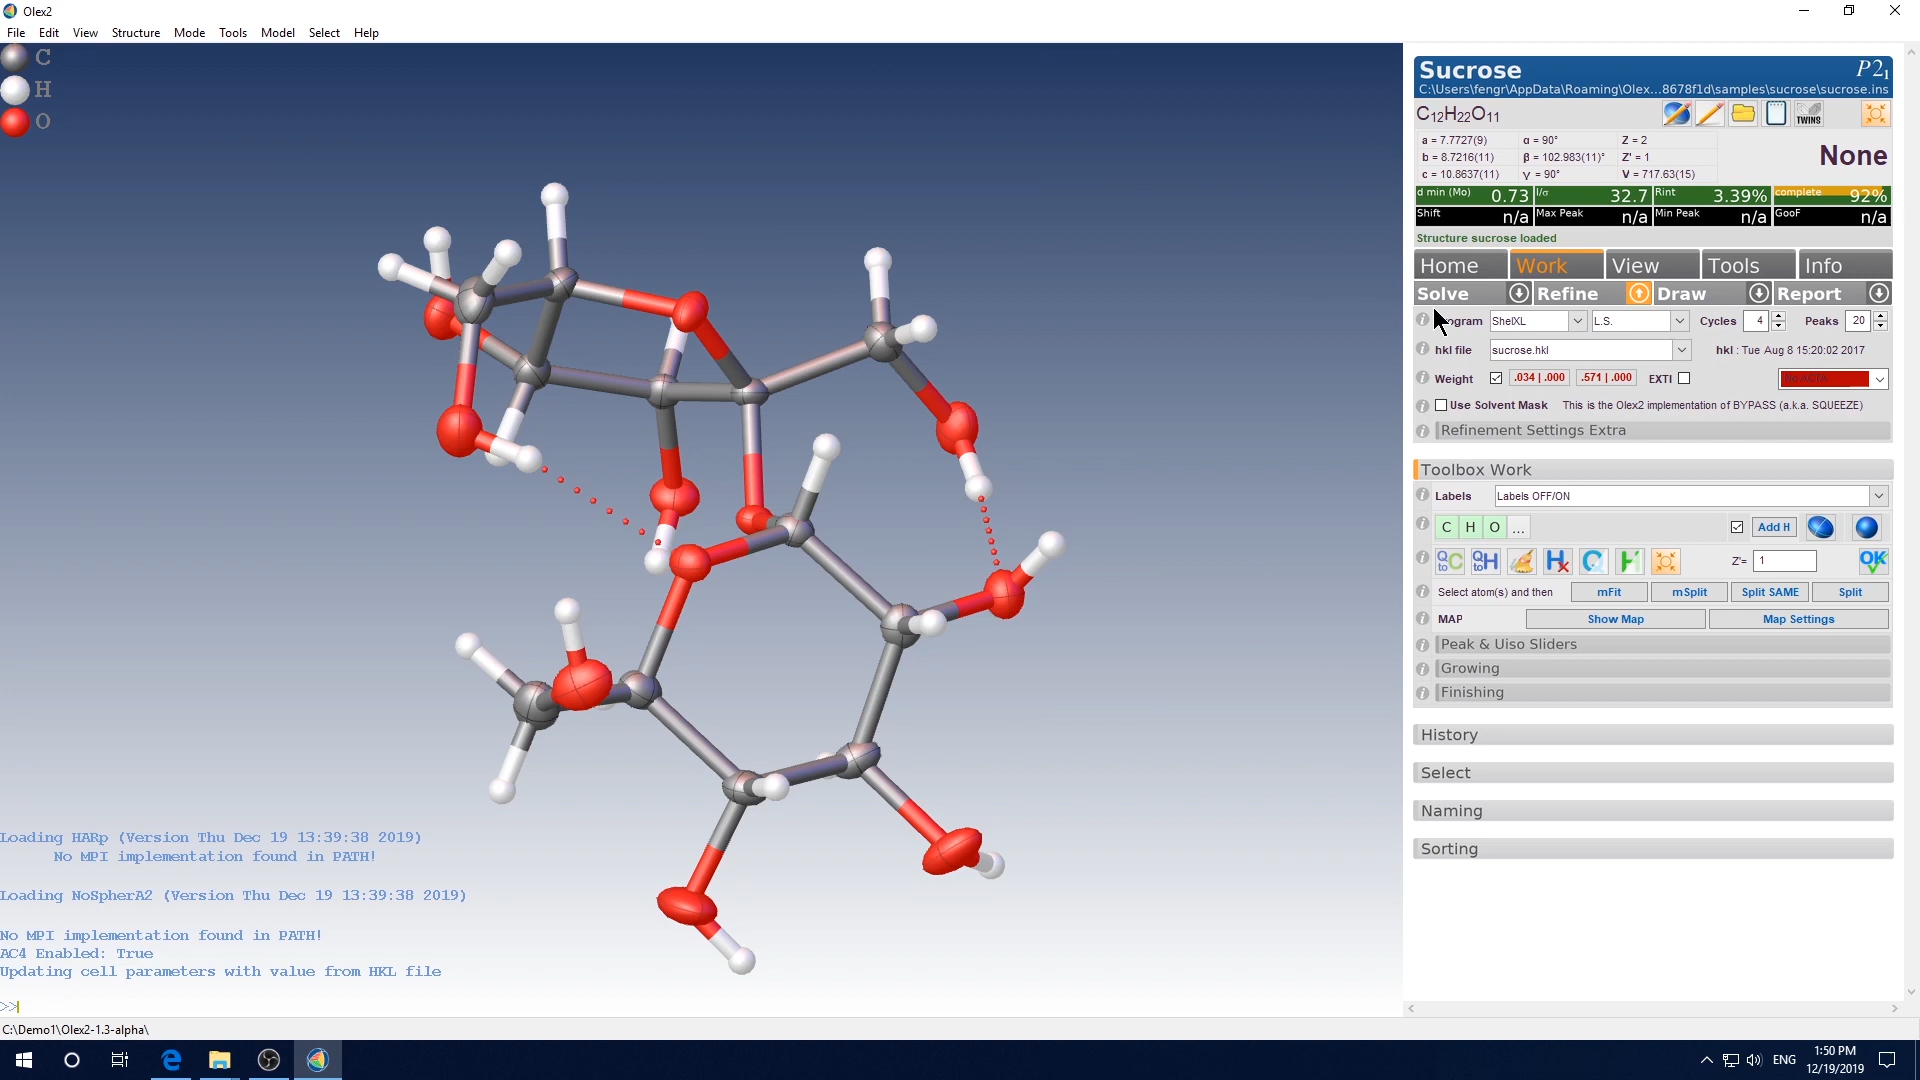 Olex2
File Edit View Structure Mode Tools Model Select Help
C
H
O
Sucrose P2₁
C:\Users\fengr\AppData\Roaming\Olex...8678f1d\samples\sucrose\sucrose.ins
C₁₂H₂₂O₁₁ TWINS
a = 7.7727(9) α = 90° Z = 2
b = 8.7216(11) β = 102.983(11)° Z' = 1 None
c = 10.8637(11) γ = 90° V = 717.63(15)
d min (Mo) 0.73 I/σ 32.7 Rint 3.39% complete 92%
Shift n/a Max Peak n/a Min Peak n/a GooF n/a
Structure sucrose loaded
Home Work View Tools Info
Solve Refine Draw Report
ogram ShelXL L.S. Cycles 4 Peaks 20
hkl file sucrose.hkl hkl : Tue Aug 8 15:20:02 2017
Weight .034 | .000 .571 | .000 EXTI
Use Solvent Mask This is the Olex2 implementation of BYPASS (a.k.a. SQUEEZE)
Refinement Settings Extra
Toolbox Work
Labels Labels OFF/ON
C H O ... Add H
Q to C Q to H H Q H Z'= 1 OK
Select atom(s) and then mFit mSplit Split SAME Split
MAP Show Map Map Settings
Peak & Uiso Sliders
Growing
Finishing
History
Select
Naming
Sorting
Loading HARp (Version Thu Dec 19 13:39:38 2019)
No MPI implementation found in PATH!
Loading NoSpherA2 (Version Thu Dec 19 13:39:38 2019)
No MPI implementation found in PATH!
AC4 Enabled: True
Updating cell parameters with value from HKL file
>>
C:\Demo1\Olex2-1.3-alpha\
ENG 1:50 PM
12/19/2019